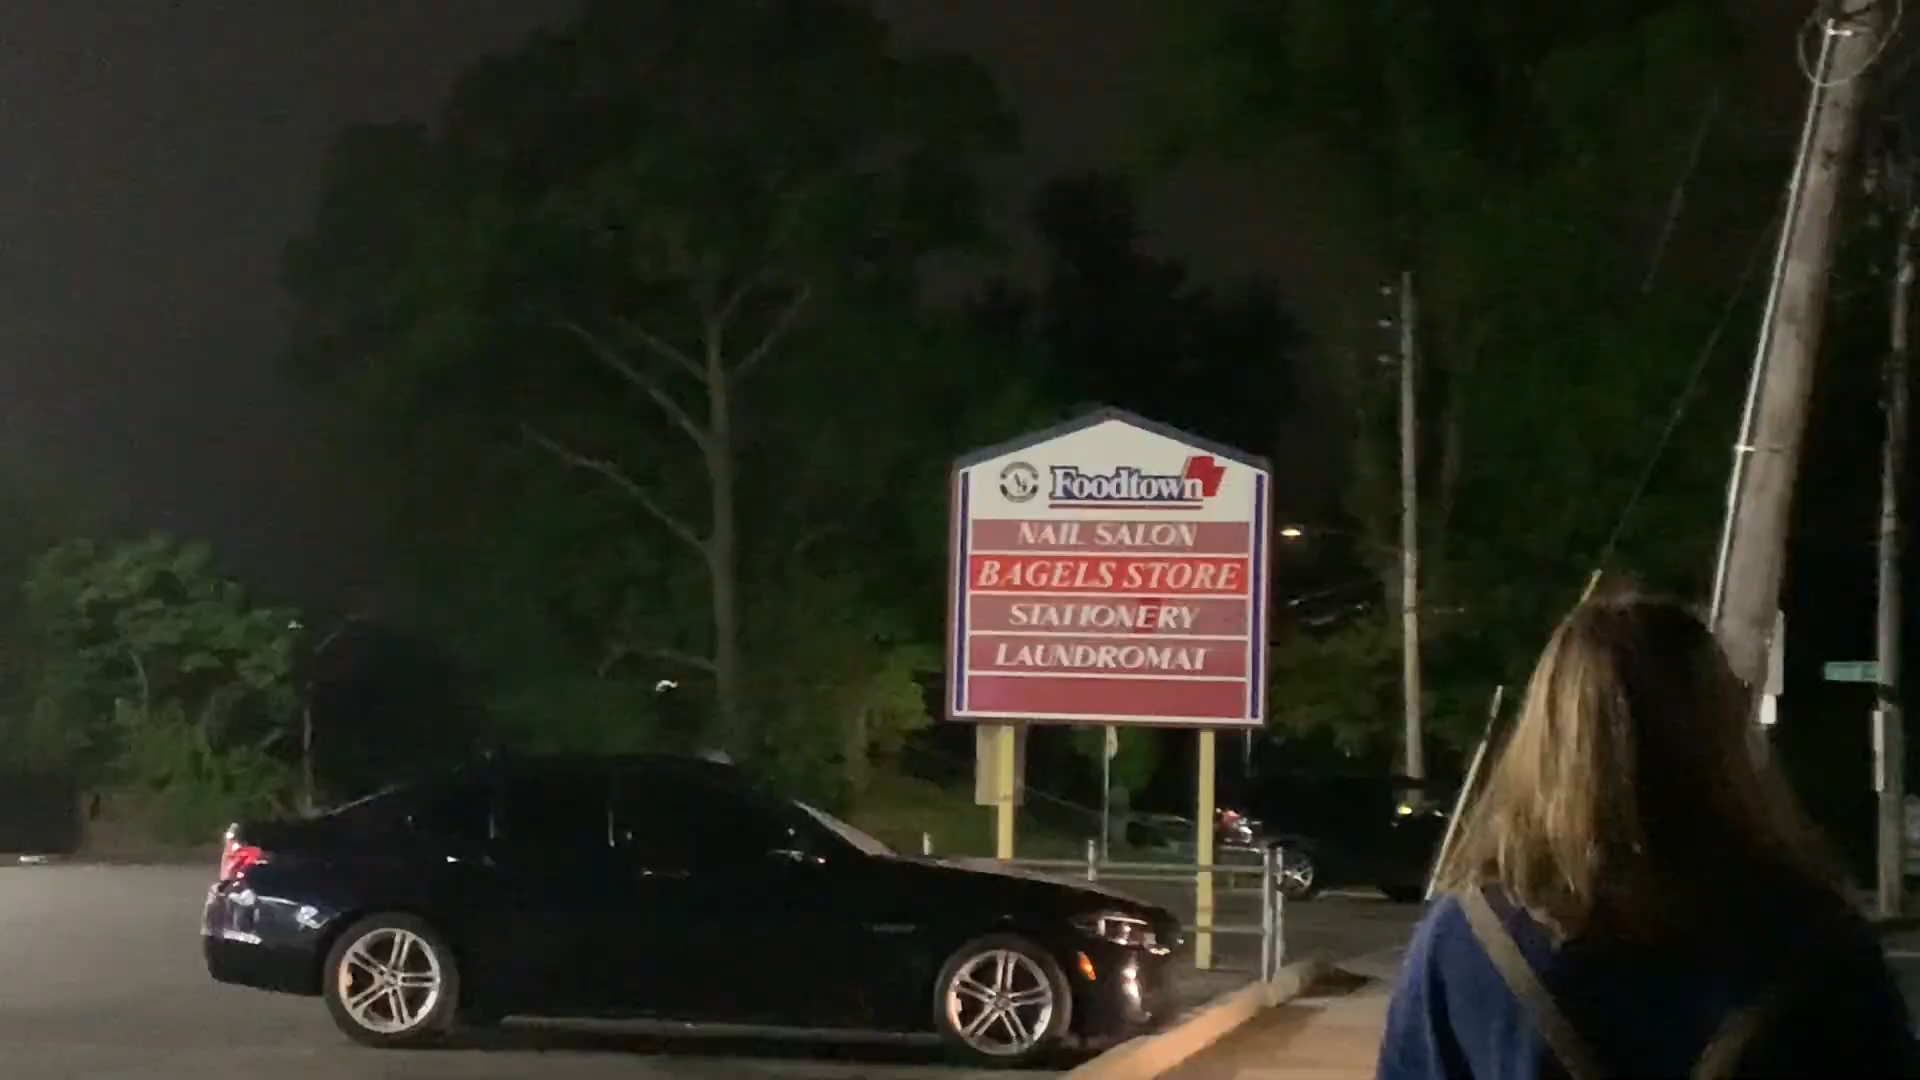 Foodtown
NAIL SALON
BAGELS STORE
STATIONERY
LAUNDROMAT